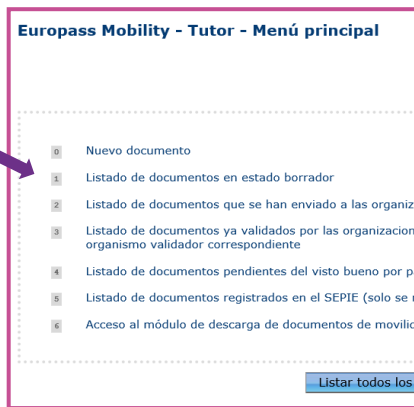 Europass Mobility - Tutor - Menú principal
0 Nuevo documento
1 Listado de documentos en estado borrador
2 Listado de documentos que se han enviado a las
3 Listado de documentos ya validados por las
organismo validador correspondiente
4 Listado de documentos pendientes del visto bueno por
5 Listado de documentos registrados en el SEPIE (solo se
6 Acceso al módulo de descarga de documentos de
Listar todos los